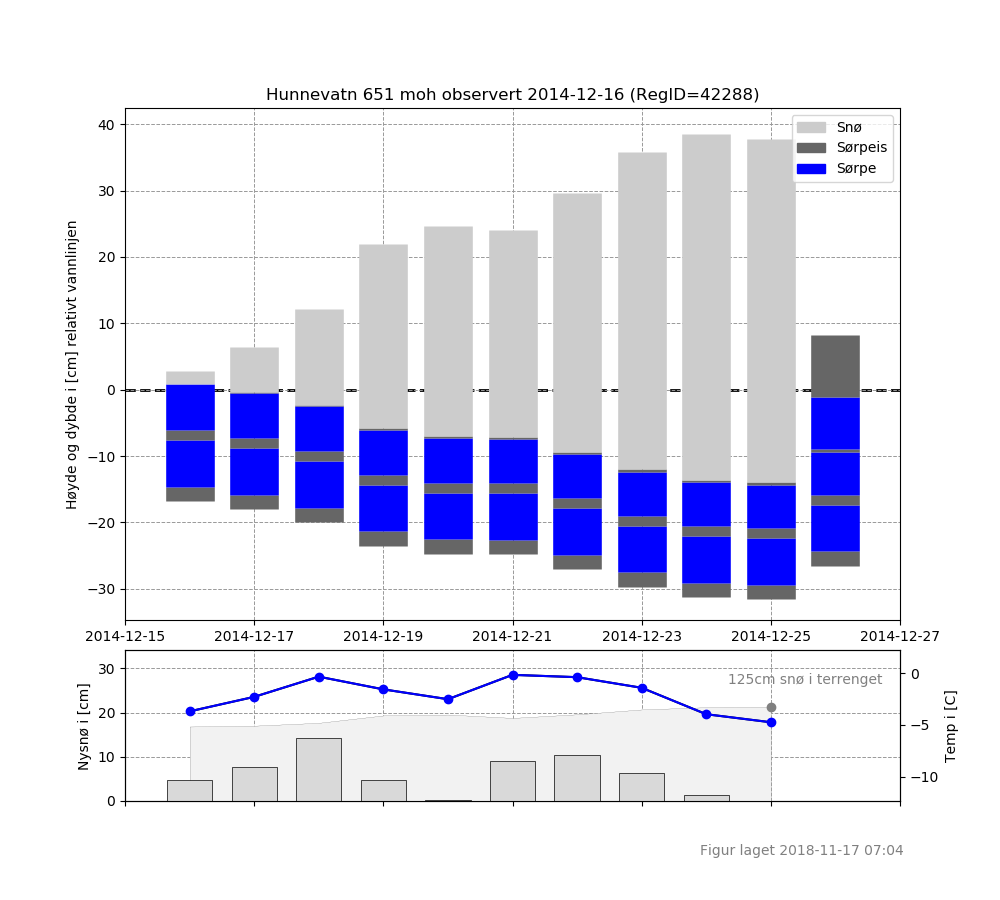 Hunnevatn 651 moh observert 2014-12-16 (RegID=42288)
Høyde og dybde i [cm] relativt vannlinjen
40
30
20
10
0
−10
−20
−30
Snø
Sørpeis
Sørpe
2014-12-15 2014-12-17 2014-12-19 2014-12-21 2014-12-23 2014-12-25 2014-12-27
Nysnø i [cm]
30
20
10
0
125cm snø i terrenget
0
−5
−10
Temp i [C]
Figur laget 2018-11-17 07:04